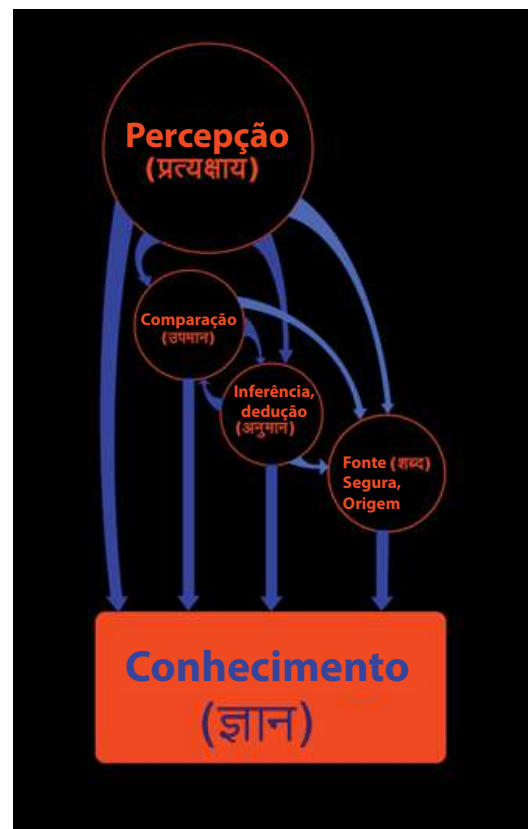 Percepção
(प्रत्यक्षाय)
Comparação
(उपमान)
Inferência,
dedução
(अनुमान)
Fonte (शब्द)
Segura,
Origem
Conhecimento
(ज्ञान)